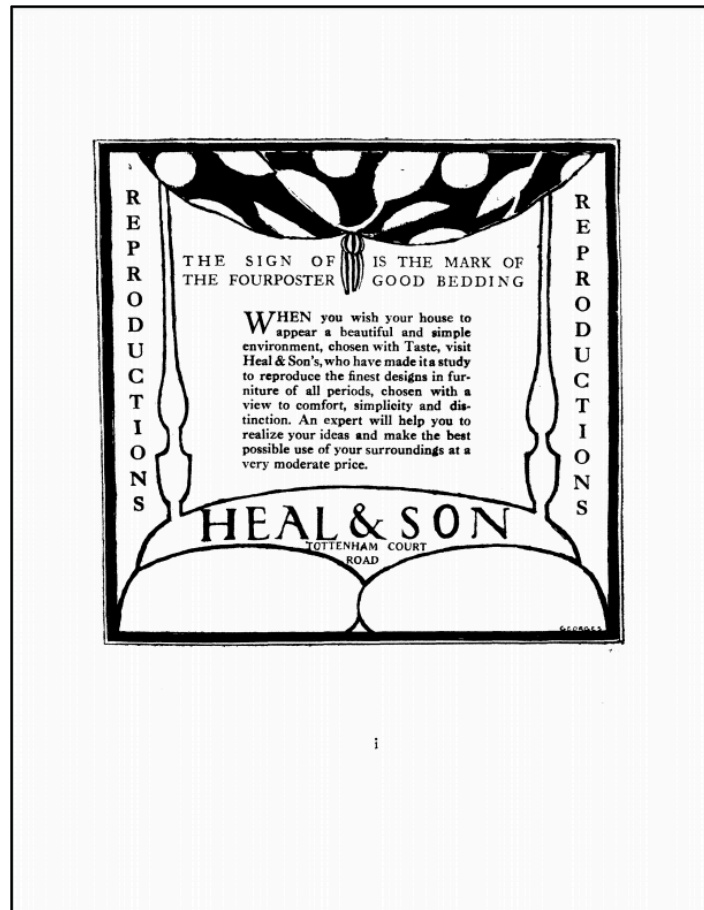 REPRODUCTIONS
THE SIGN OF IS THE MARK OF
THE FOURPOSTER GOOD BEDDING
WHEN you wish your house to
appear a beautiful and simple
environment, chosen with Taste, visit
Heal & Son's, who have made it a study
to reproduce the finest designs in fur-
niture of all periods, chosen with a
view to comfort, simplicity and dis-
tinction. An expert will help you to
realize your ideas and make the best
possible use of your surroundings at a
very moderate price.
HEAL & SON
TOTTENHAM COURT
ROAD
REPRODUCTIONS
GEORGES
i